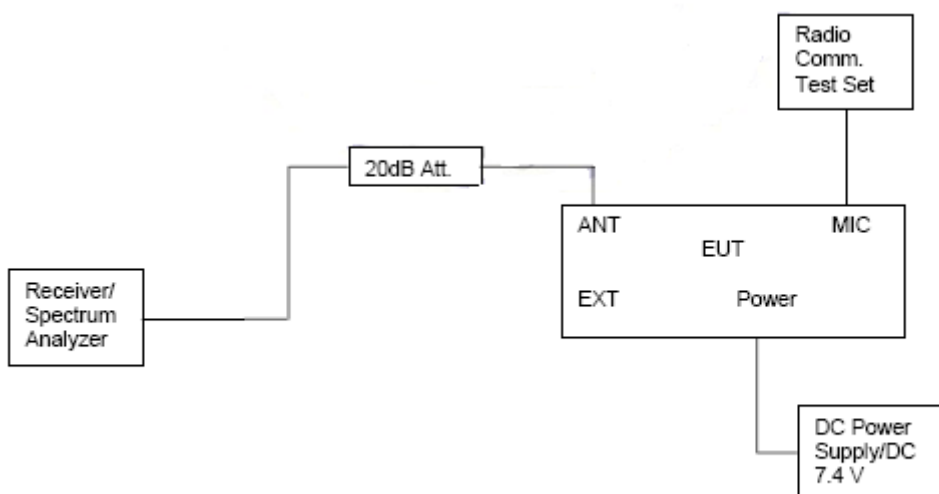 Radio
Comm.
Test Set
20dB Att.
ANT
MIC
EUT
EXT
Power
Receiver/
Spectrum
Analyzer
DC Power
Supply/DC
7.4 V